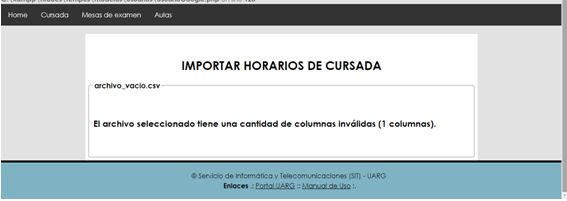 Home Cursada Mesas de examen Aulas
IMPORTAR HORARIOS DE CURSADA
archivo_vacio.csv
El archivo seleccionado tiene una cantidad de columnas inválidas (1 columnas).
© Servicio de Informática y Telecomunicaciones (SIT) - UARG
Enlaces .: Portal UARG :: Manual de Uso :.